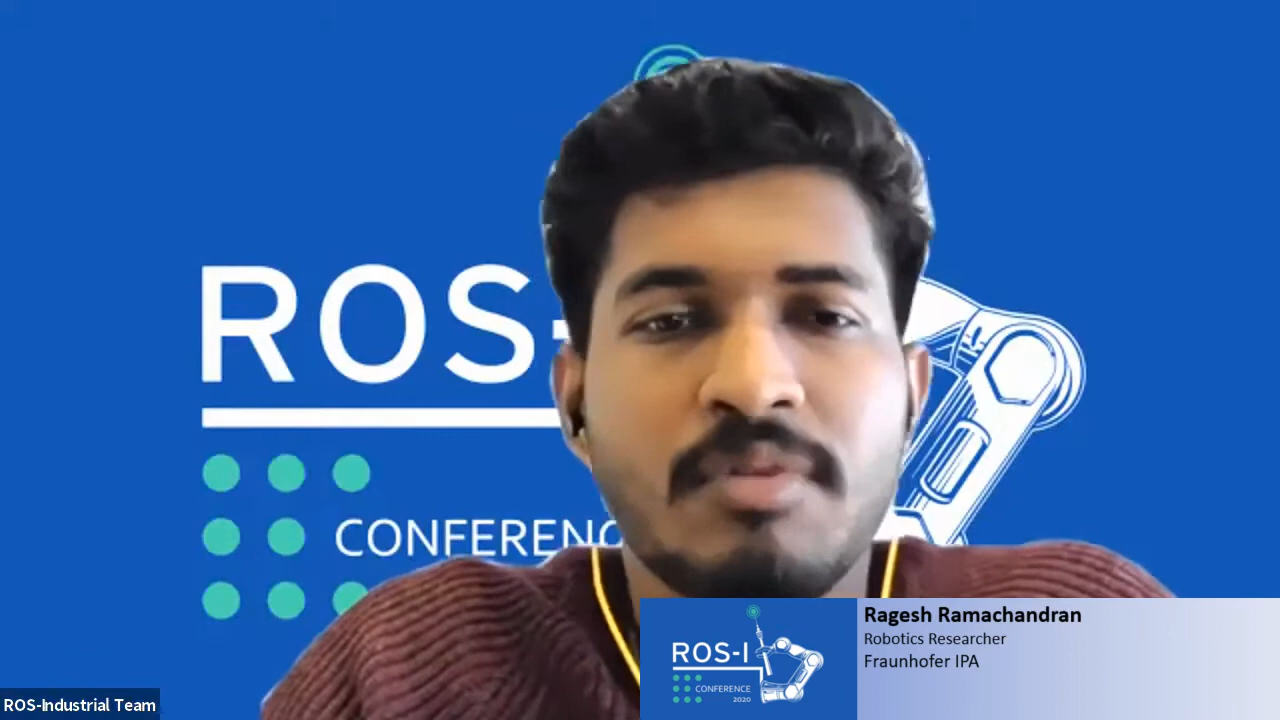 ROS-
CONFERENC
Ragesh Ramachandran
Robotics Researcher
Fraunhofer IPA
ROS-I
CONFERENCE
2020
ROS-Industrial Team